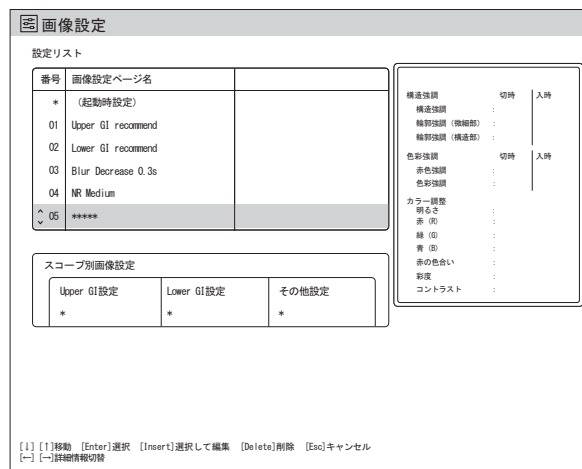 画像設定
設定リスト
番号 画像設定ページ名
* （起動時設定）
01 Upper GI recommend
02 Lower GI recommend
03 Blur Decrease 0.3s
04 NR Medium
05 *****
構造強調 切時 入時
構造強調 :
輪郭強調（微細部） :
輪郭強調（構造部） :
色彩強調 切時 入時
赤色強調 :
色彩強調 :
カラー調整
明るさ :
赤（R） :
緑（G） :
青（B） :
赤の色合い :
彩度 :
コントラスト :
スコープ別画像設定
Upper GI設定 Lower GI設定 その他設定
* * *
[↓] [↑]移動 [Enter]選択 [Insert]選択して編集 [Delete]削除 [Esc]キャンセル
[←] [→]詳細情報切替